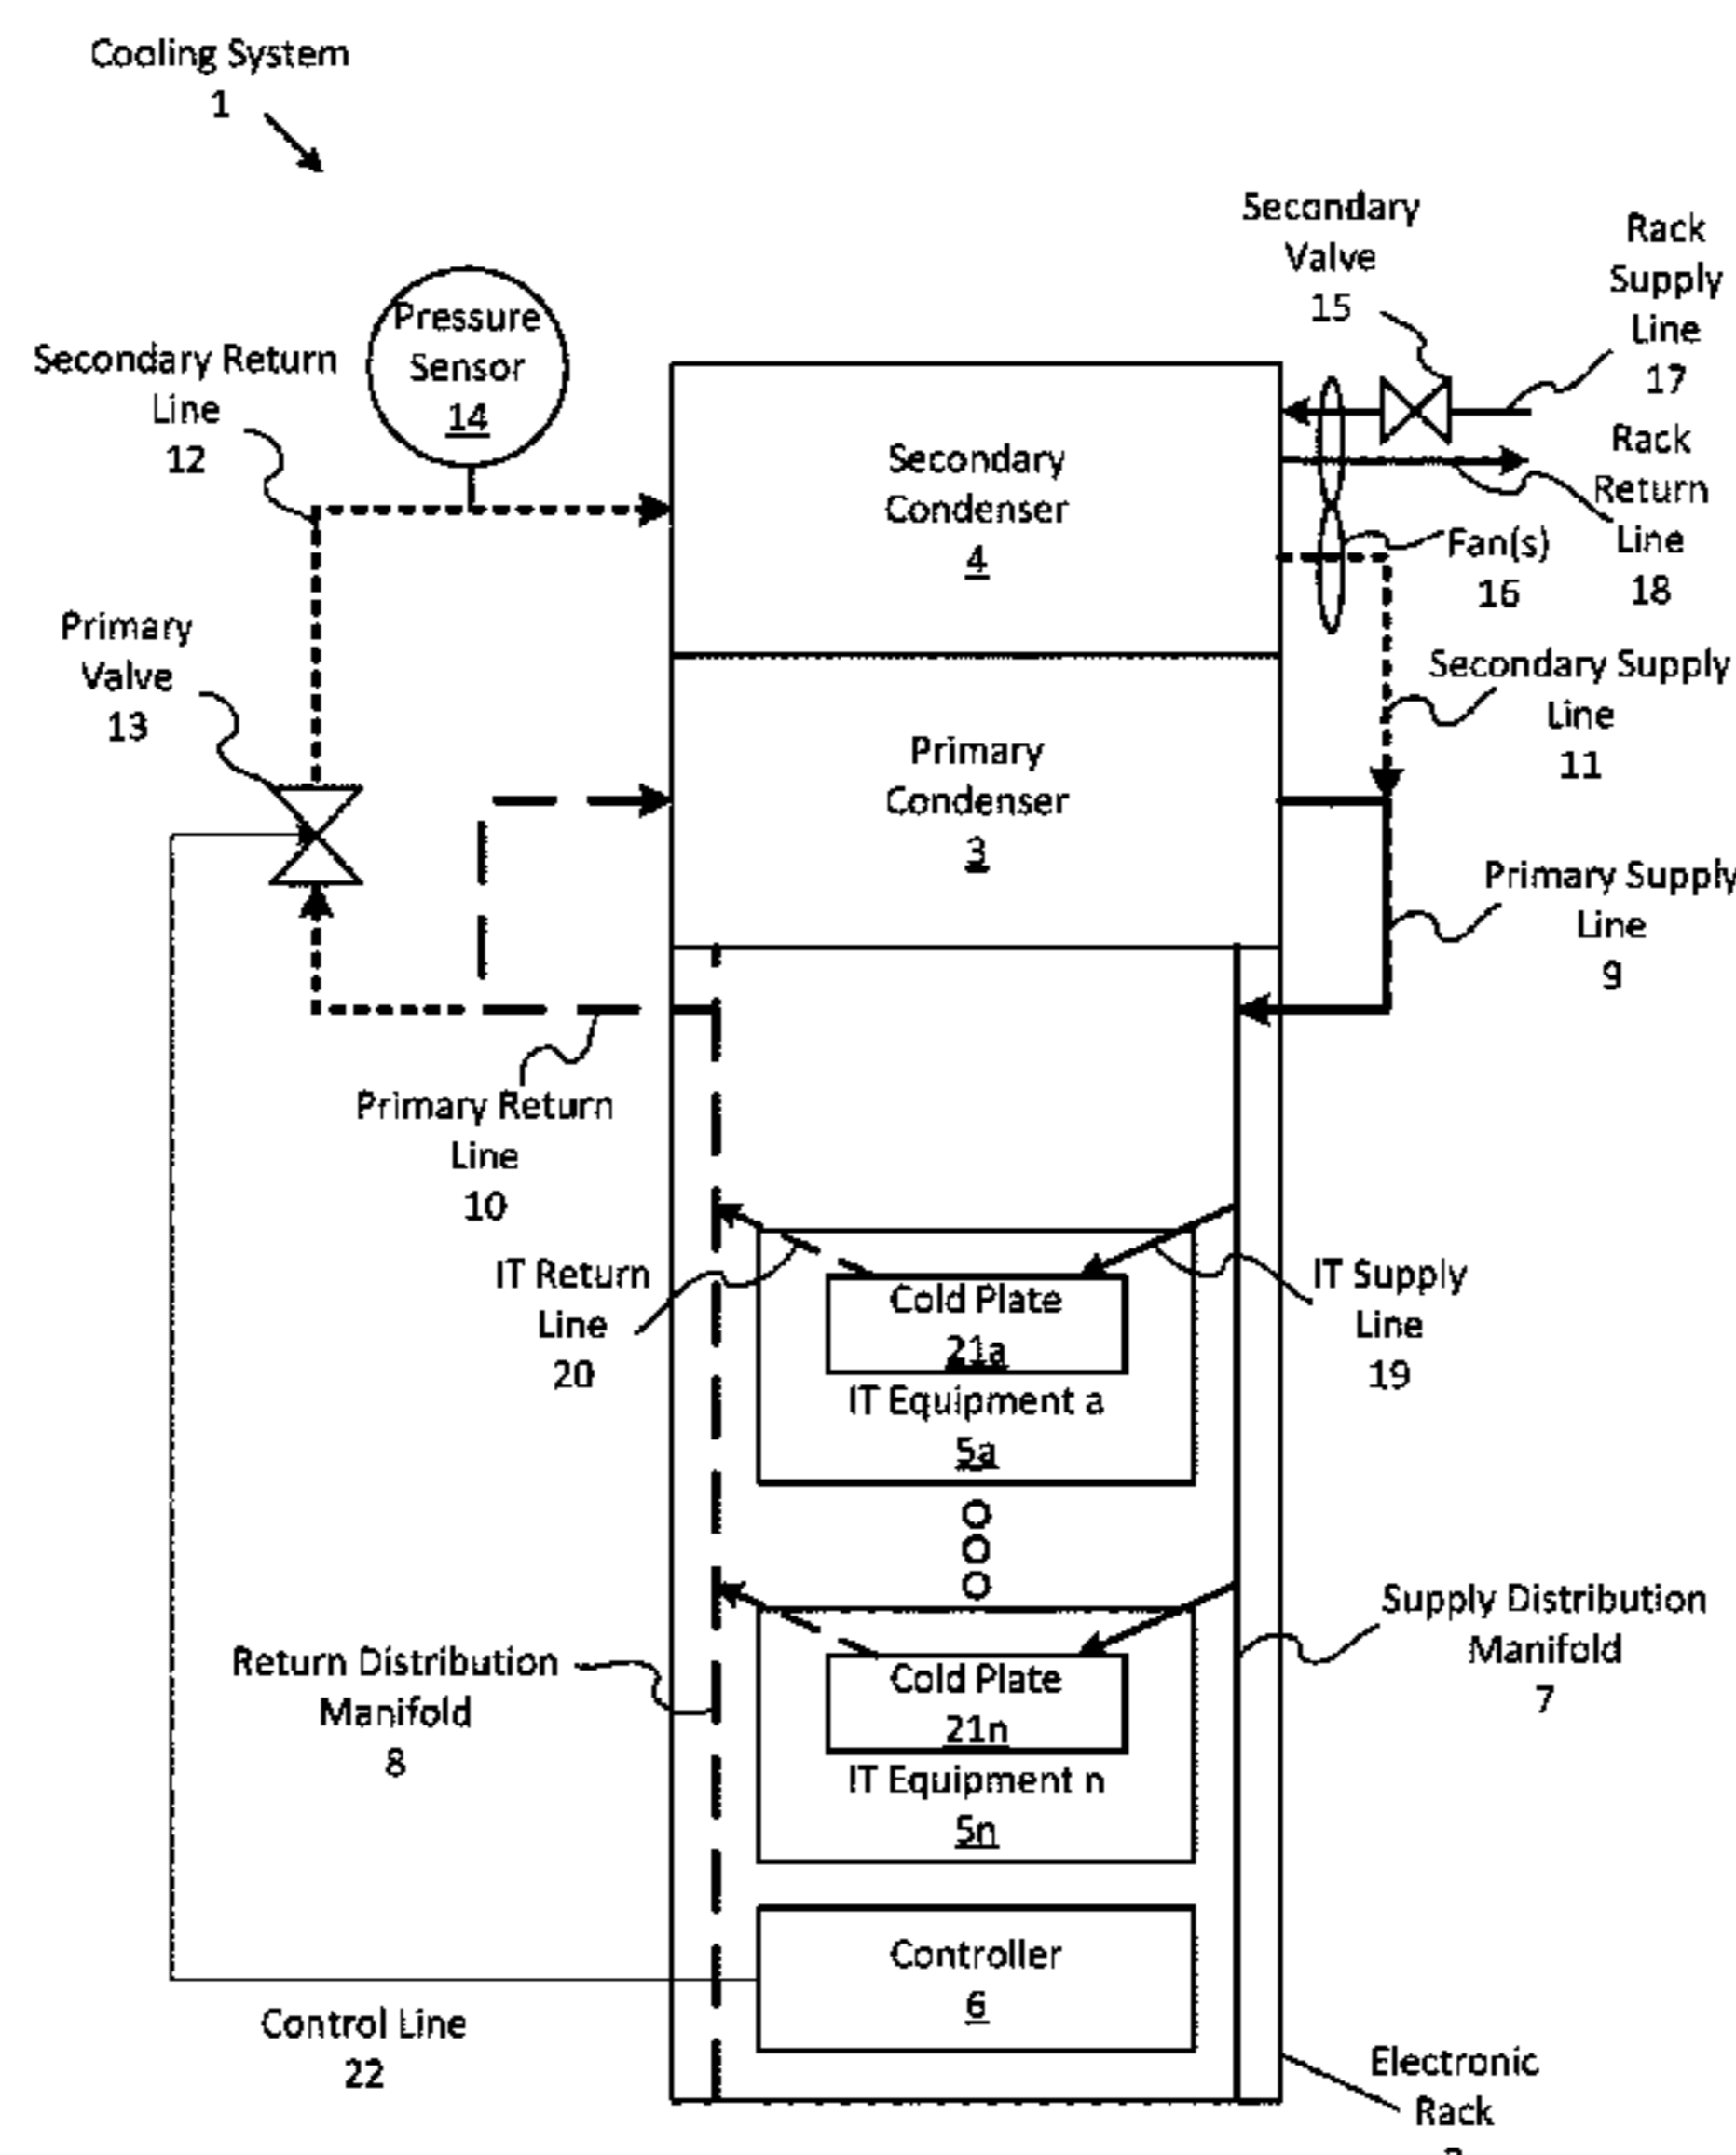 Cooling System
1
Secondary
Valve
15
Rack
Supply
Line
17
Pressure
Sensor
14
Secondary Return
Line
12
Secondary
Condenser
4
Rack
Return
Line
18
Fan(s)
16
Primary
Valve
13
Secondary Supply
Line
11
Primary
Condenser
3
Primary Supply
Line
9
Primary Return
Line
10
IT Return
Line
20
Cold Plate
21a
IT Equipment a
5a
IT Supply
Line
19
Supply Distribution
Manifold
7
Return Distribution
Manifold
8
Cold Plate
21n
IT Equipment n
5n
Controller
6
Control Line
22
Electronic
Rack